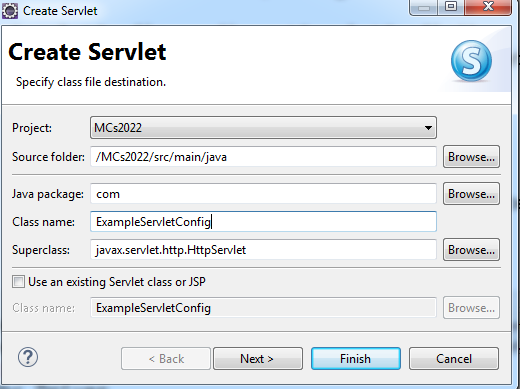 Create Servlet
Create Servlet
Specify class file destination.
S
Project: MCs2022
Source folder: /MCs2022/src/main/java Browse...
Java package: com Browse...
Class name: ExampleServletConfig
Superclass: javax.servlet.http.HttpServlet Browse...
Use an existing Servlet class or JSP
Class name: ExampleServletConfig Browse...
? < Back Next > Finish Cancel